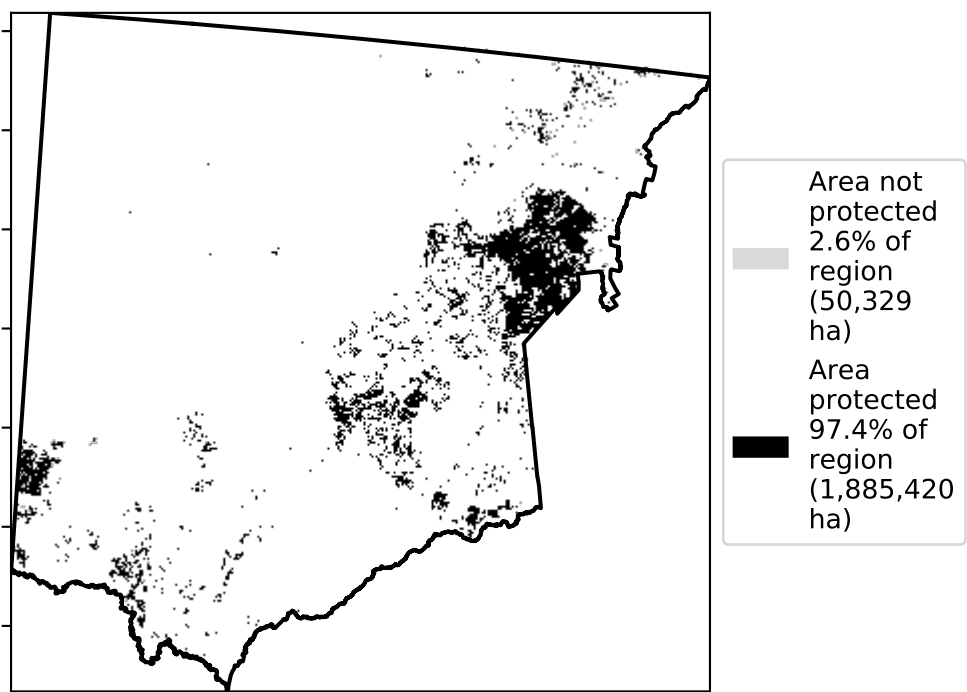 Area not
protected
2.6% of
region
(50,329
ha)
Area
protected
97.4% of
region
(1,885,420
ha)